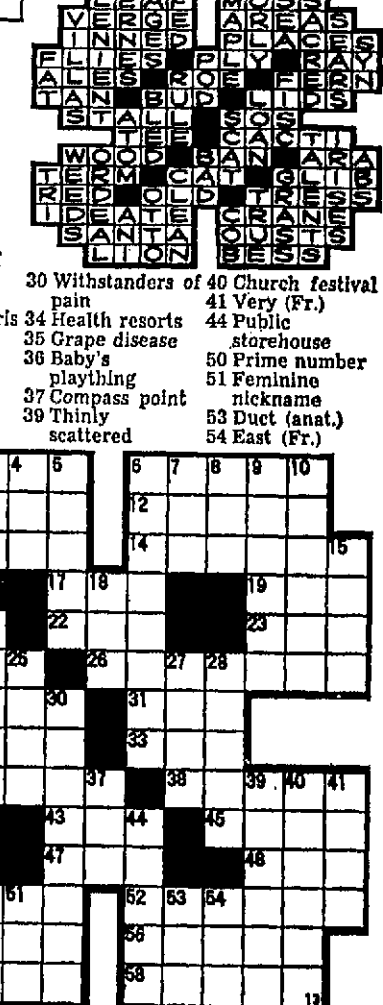 VERGE AREAS
INNED PLACES
FLIES PLY RAY
ALES ROE FERN
TAN BUD LIDS
STALL SOS
TEE CACTI
WOOD BAN ARA
TERM CAT GLIB
RED OLD TRESS
IDEATE CRANE
SANTA OUSTS
LION BESS
30 Withstanders of
pain
34 Health resorts
35 Grape disease
36 Baby's
plaything
37 Compass point
39 Thinly
scattered
40 Church festival
41 Very (Fr.)
44 Public
storehouse
50 Prime number
51 Feminine
nickname
53 Duct (anat.)
54 East (Fr.)
4 5 6 7 8 9 10
12
14 15
17 18 19
22 23
25 26 27 28
30 31
33
37 38 39 40 41
43 44 45
47 48
51 52 53 54
56
58
13